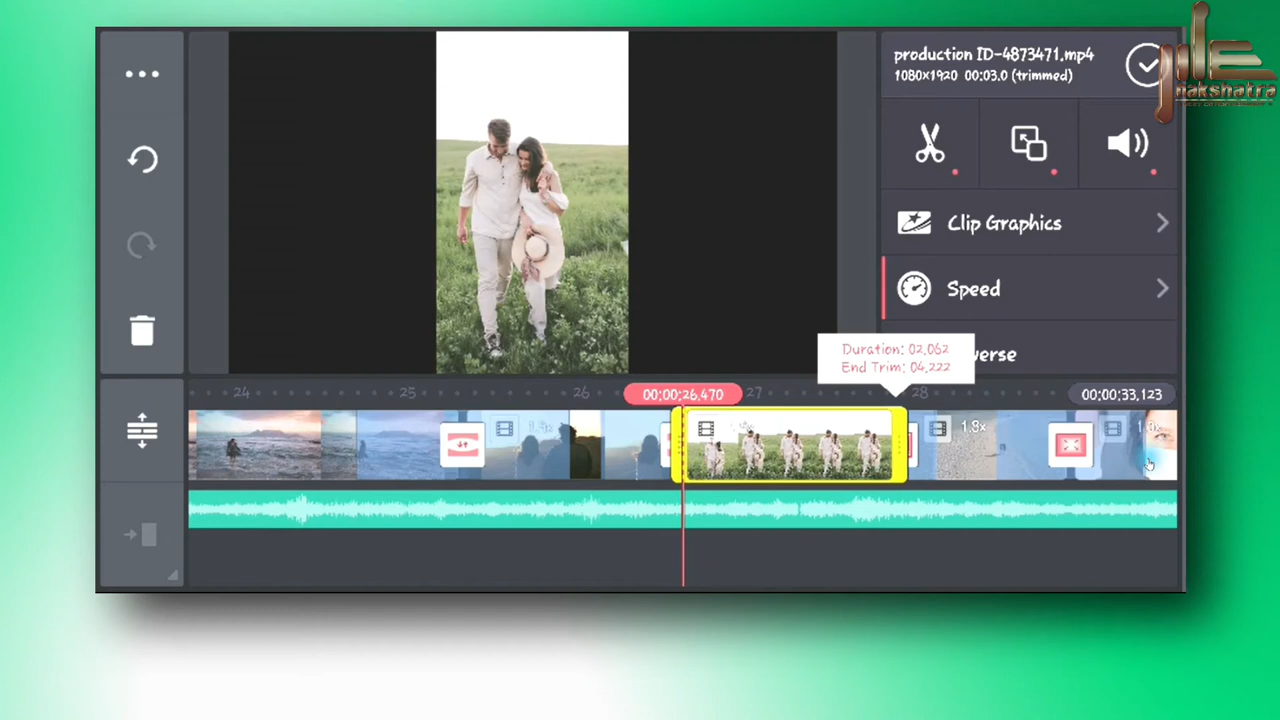 production ID-4873471.mp4
1080x1920 00:03.0 (trimmed)
nakshatra
Clip Graphics
Speed
Duration: 02.062
End Trim: 04.222
verse
24
25
26
00:00:26.470
27
28
00:00:33.123
1.8x